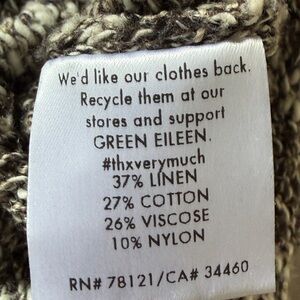 We'd like our clothes back.
Recycle them at our
stores and support
GREEN EILEEN.
#thxverymuch
37% LINEN
27% COTTON
26% VISCOSE
10% NYLON
RN# 78121/CA# 34460